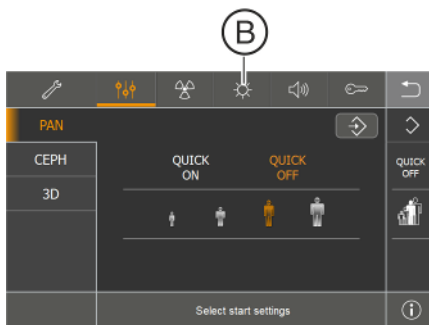 B
PAN
CEPH
3D
QUICK
ON
QUICK
OFF
QUICK
OFF
Select start settings
i